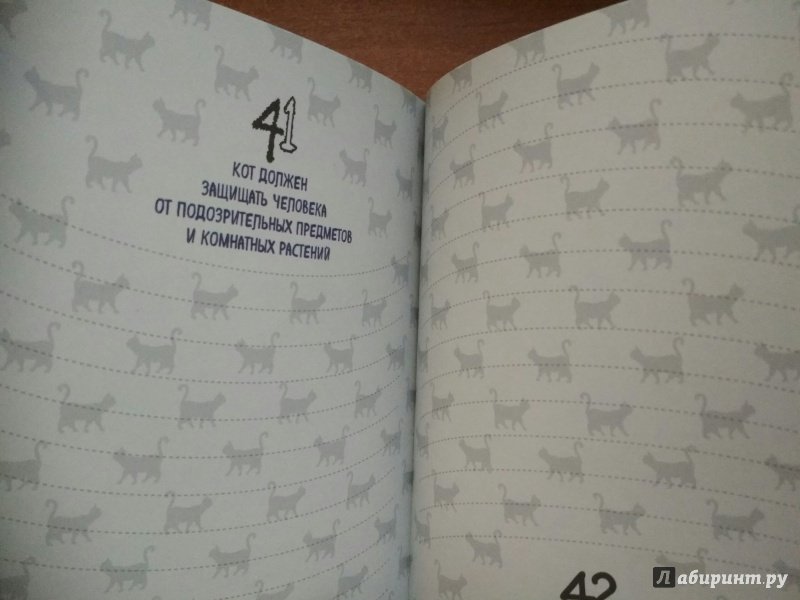 41
КОТ ДОЛЖЕН
ЗАЩИЩАТЬ ЧЕЛОВЕКА
ОТ ПОДОЗРИТЕЛЬНЫХ ПРЕДМЕТОВ
И КОМНАТНЫХ РАСТЕНИЙ
42
Лабиринт.ру